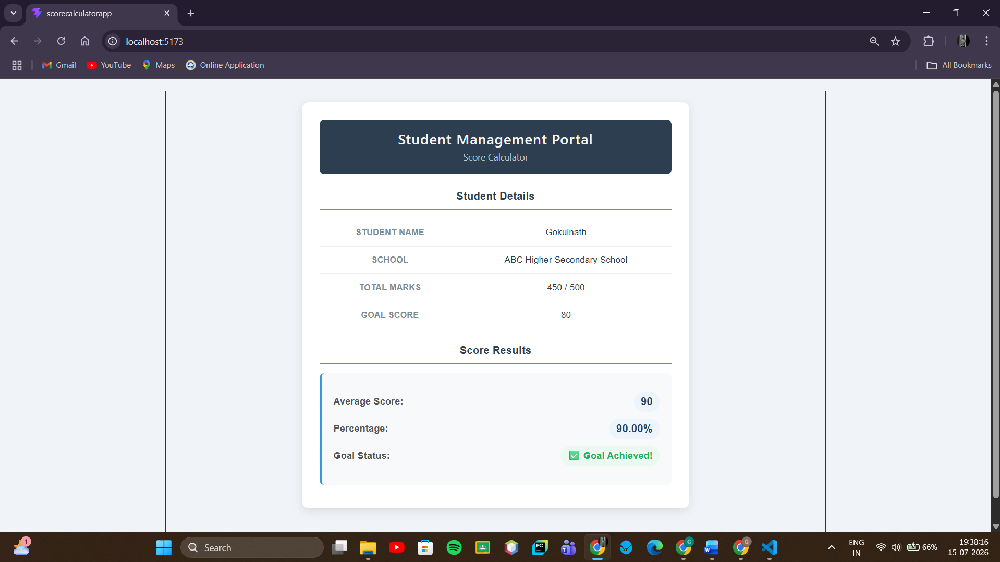 scorecalculatorapp
localhost:5173
Gmail YouTube Maps Online Application All Bookmarks
Student Management Portal
Score Calculator
Student Details
STUDENT NAME Gokulnath
SCHOOL ABC Higher Secondary School
TOTAL MARKS 450 / 500
GOAL SCORE 80
Score Results
Average Score: 90
Percentage: 90.00%
Goal Status: ✅ Goal Achieved!
1
Search
PC
T
G
W
G
ENG
IN
66%
19:38:16
15-07-2026